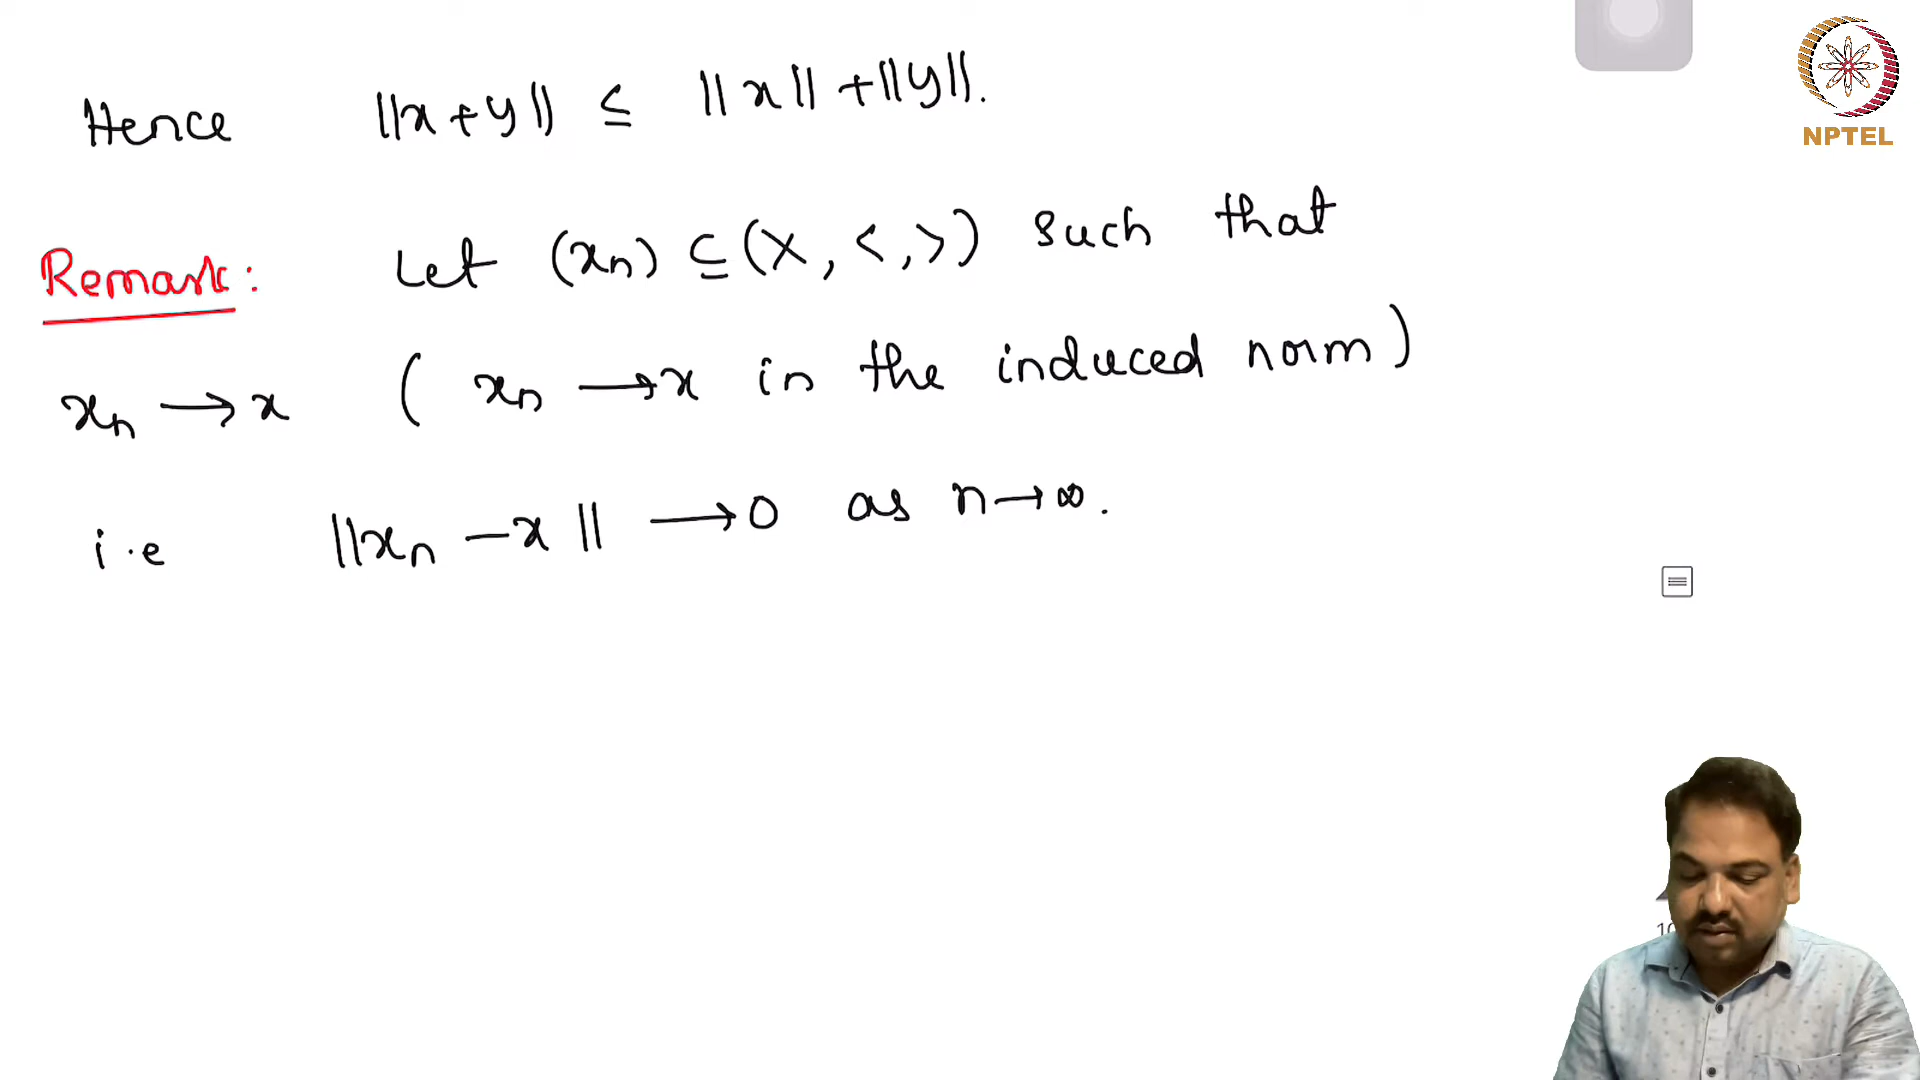 Hence ||x+y|| ≤ ||x|| + ||y||.
NPTEL
Remark: Let (xₙ) ⊆ (X, <,>) such that
xₙ → x ( xₙ → x in the induced norm)
i.e ||xₙ - x|| → 0 as n → ∞.